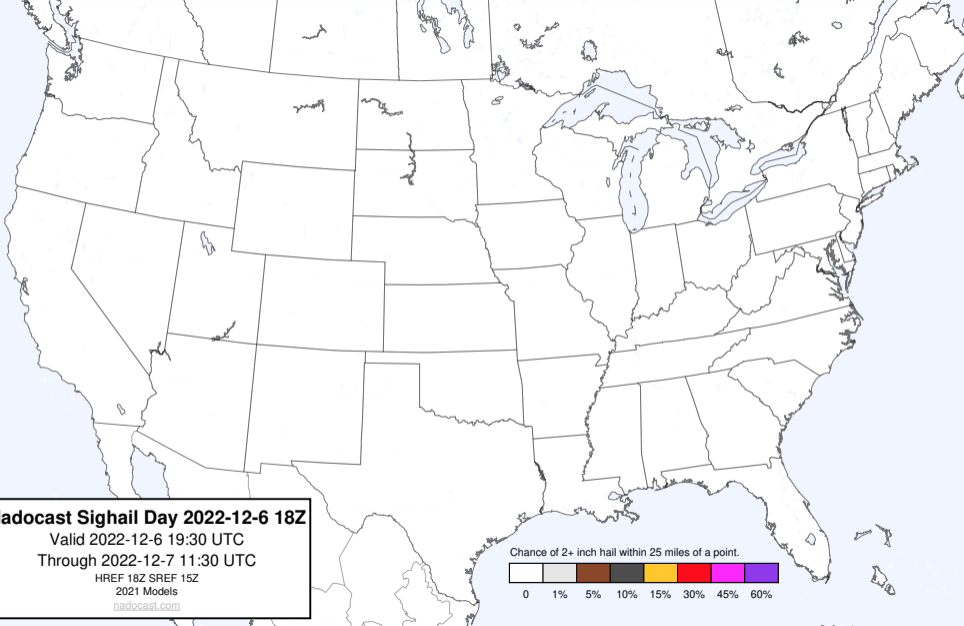 adocast Sighail Day 2022-12-6 18Z
Valid 2022-12-6 19:30 UTC
Through 2022-12-7 11:30 UTC
HREF 18Z SREF 15Z
2021 Models
nadocast.com
Chance of 2+ inch hail within 25 miles of a point.
0 1% 5% 10% 15% 30% 45% 60%